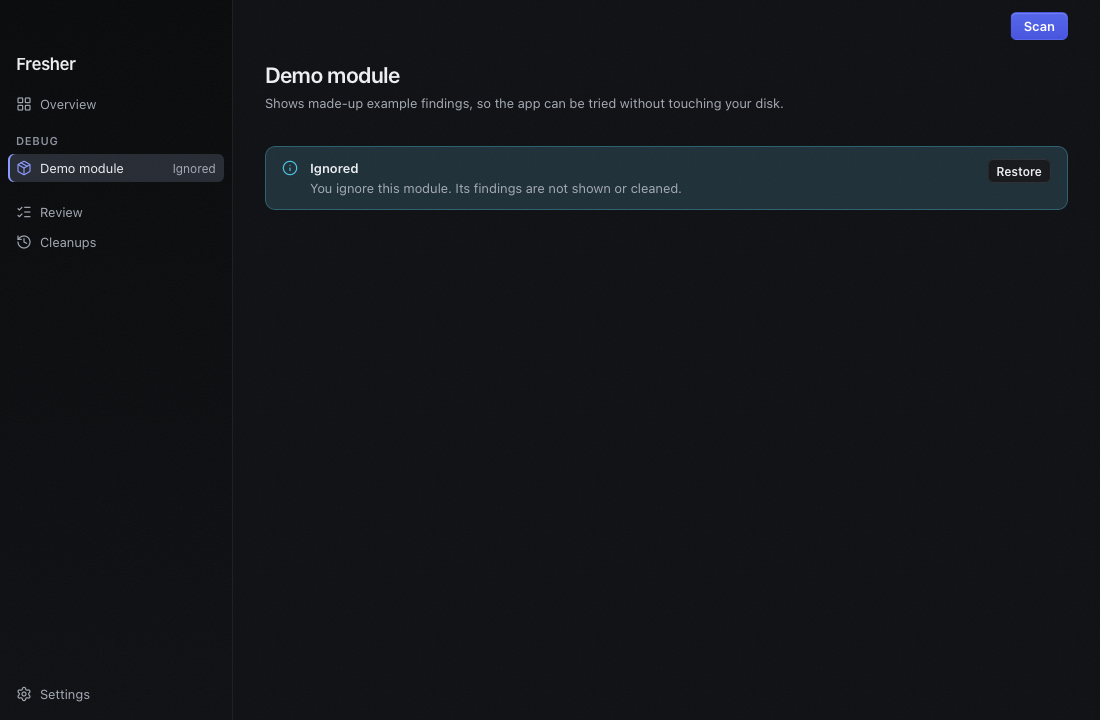 Scan
Fresher
Overview
DEBUG
Demo module
Ignored
Review
Cleanups
Settings
Demo module
Shows made-up example findings, so the app can be tried without touching your disk.
Ignored
You ignore this module. Its findings are not shown or cleaned.
Restore